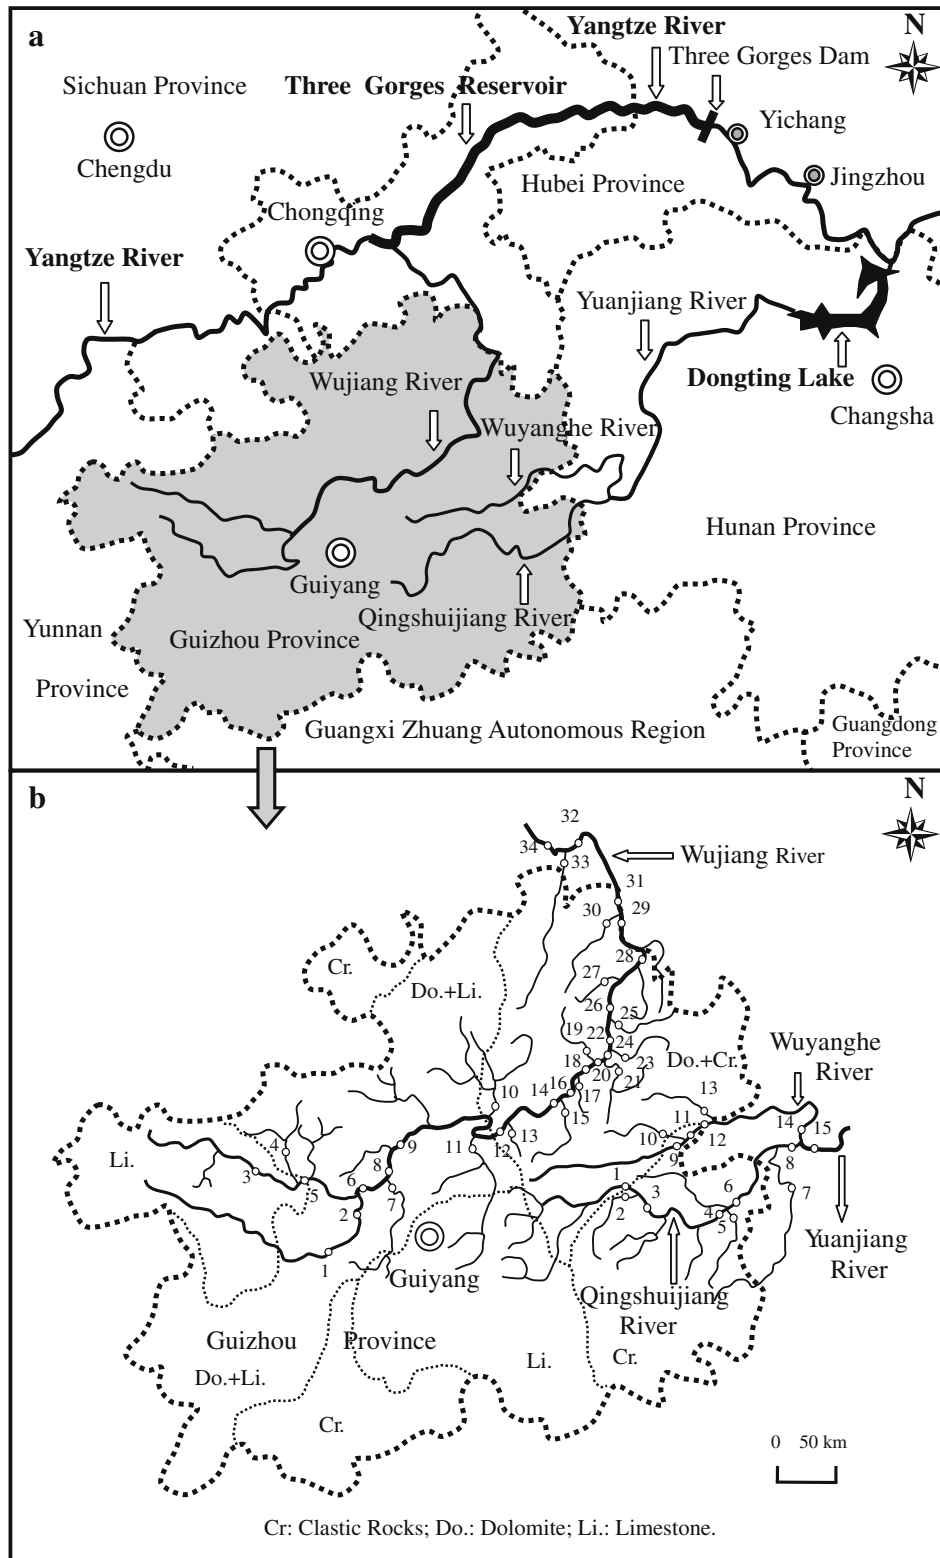 a
N
Yangtze River
Three Gorges Dam
Sichuan Province
Three Gorges Reservoir
Yichang
Chengdu
Hubei Province
Jingzhou
Chongqing
Yangtze River
Yuanjiang River
Wujiang River
Dongting Lake
Changsha
Wuyanghe River
Hunan Province
Guiyang
Qingshuijiang River
Yunnan
Province
Guizhou Province
Guangxi Zhuang Autonomous Region
Guangdong
Province
b
N
32
34
33
Wujiang River
31
30
29
Cr.
28
Do.+Li.
27
26
25
19
22
24
Do.+Cr.
Wuyanghe
River
18
23
20
21
10
14
16
17
13
15
11
14
15
4
9
11
12
13
10
12
9
8
Li.
3
5
8
6
7
1
3
6
7
2
2
4
5
1
Guiyang
Yuanjiang
River
Qingshuijiang
River
Guizhou
Province
Do.+Li.
Li.
Cr.
Cr.
0 50 km
Cr: Clastic Rocks; Do.: Dolomite; Li.: Limestone.